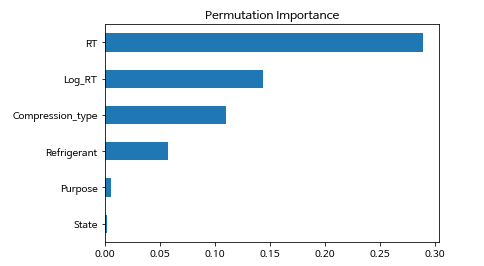 Permutation Importance
RT
Log_RT
Compression_type
Refrigerant
Purpose
State
0.00 0.05 0.10 0.15 0.20 0.25 0.30